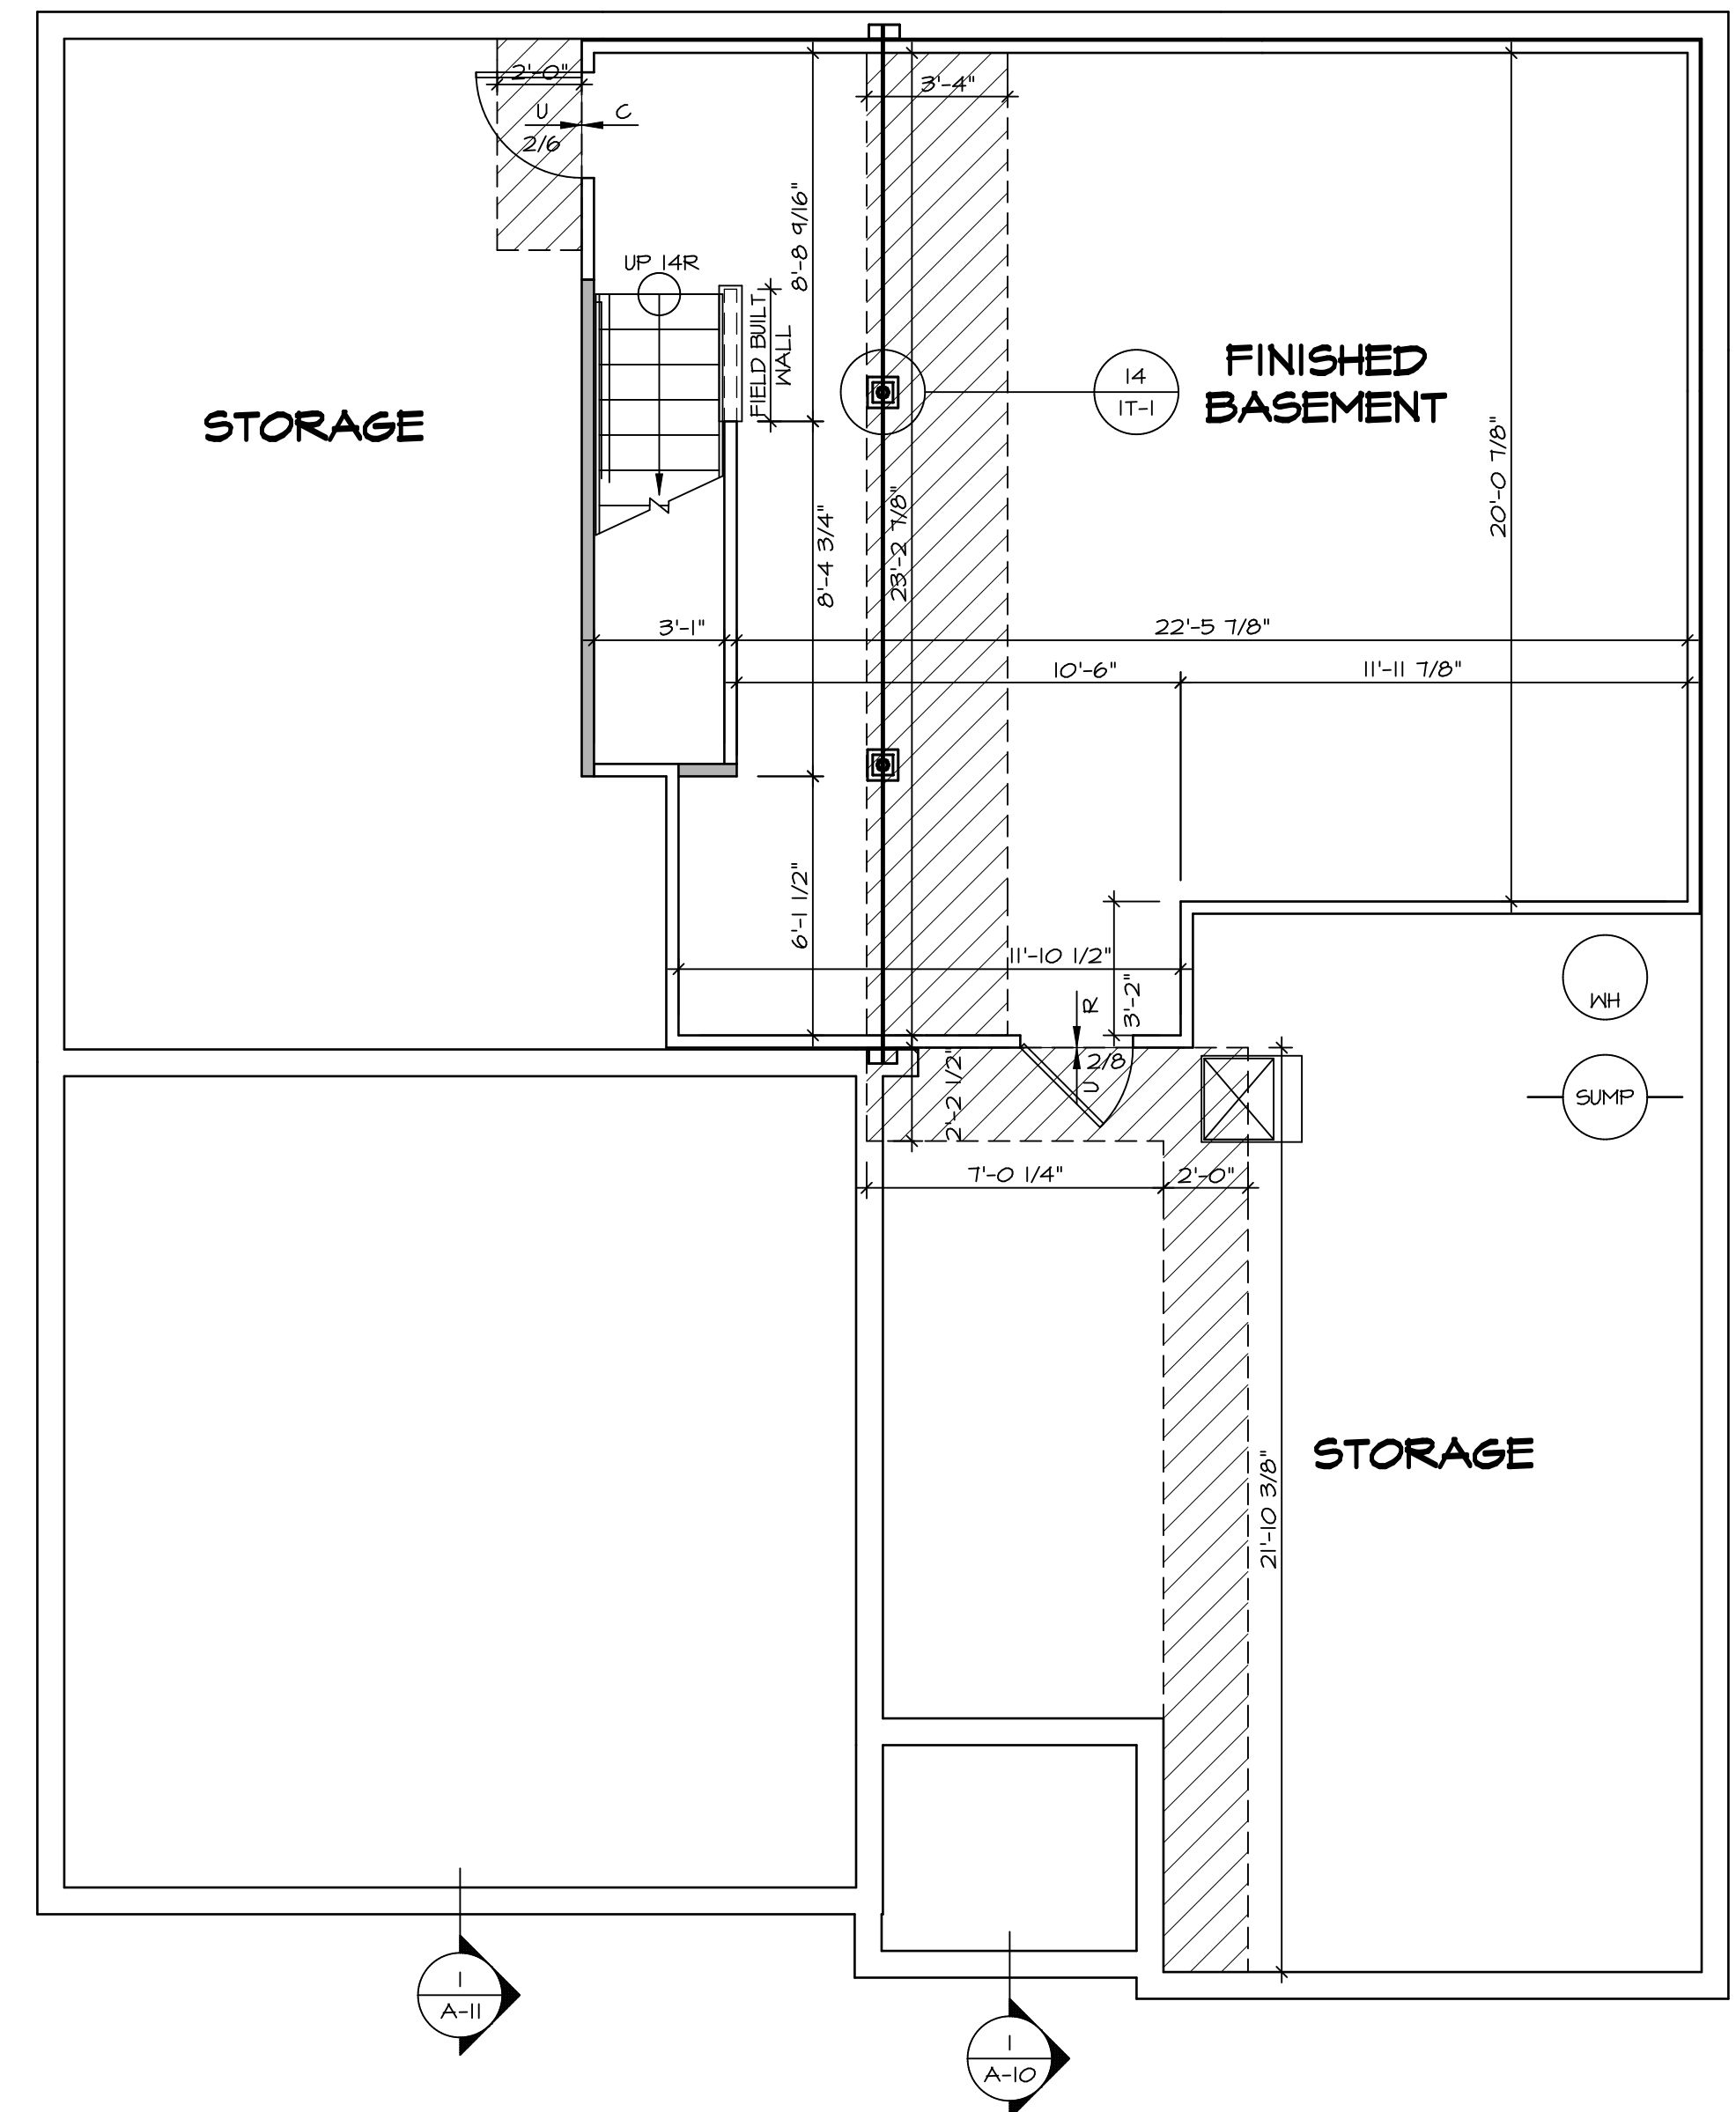 2'-0"
3'-4"
U
C
2/6
8'-8 9/16"
UP 14R
FIELD BUILT
WALL
14
1T-1
FINISHED
BASEMENT
STORAGE
20'-0 7/8"
8'-4 3/4"
23'-2 7/8"
3'-1"
22'-5 7/8"
10'-6"
11'-11 7/8"
6'-1 1/2"
11'-10 1/2"
R
3'-2"
WH
2/8
U
2'-2 1/2"
SUMP
7'-0 1/4"
2'-0"
STORAGE
21'-10 3/8"
1
A-11
1
A-10